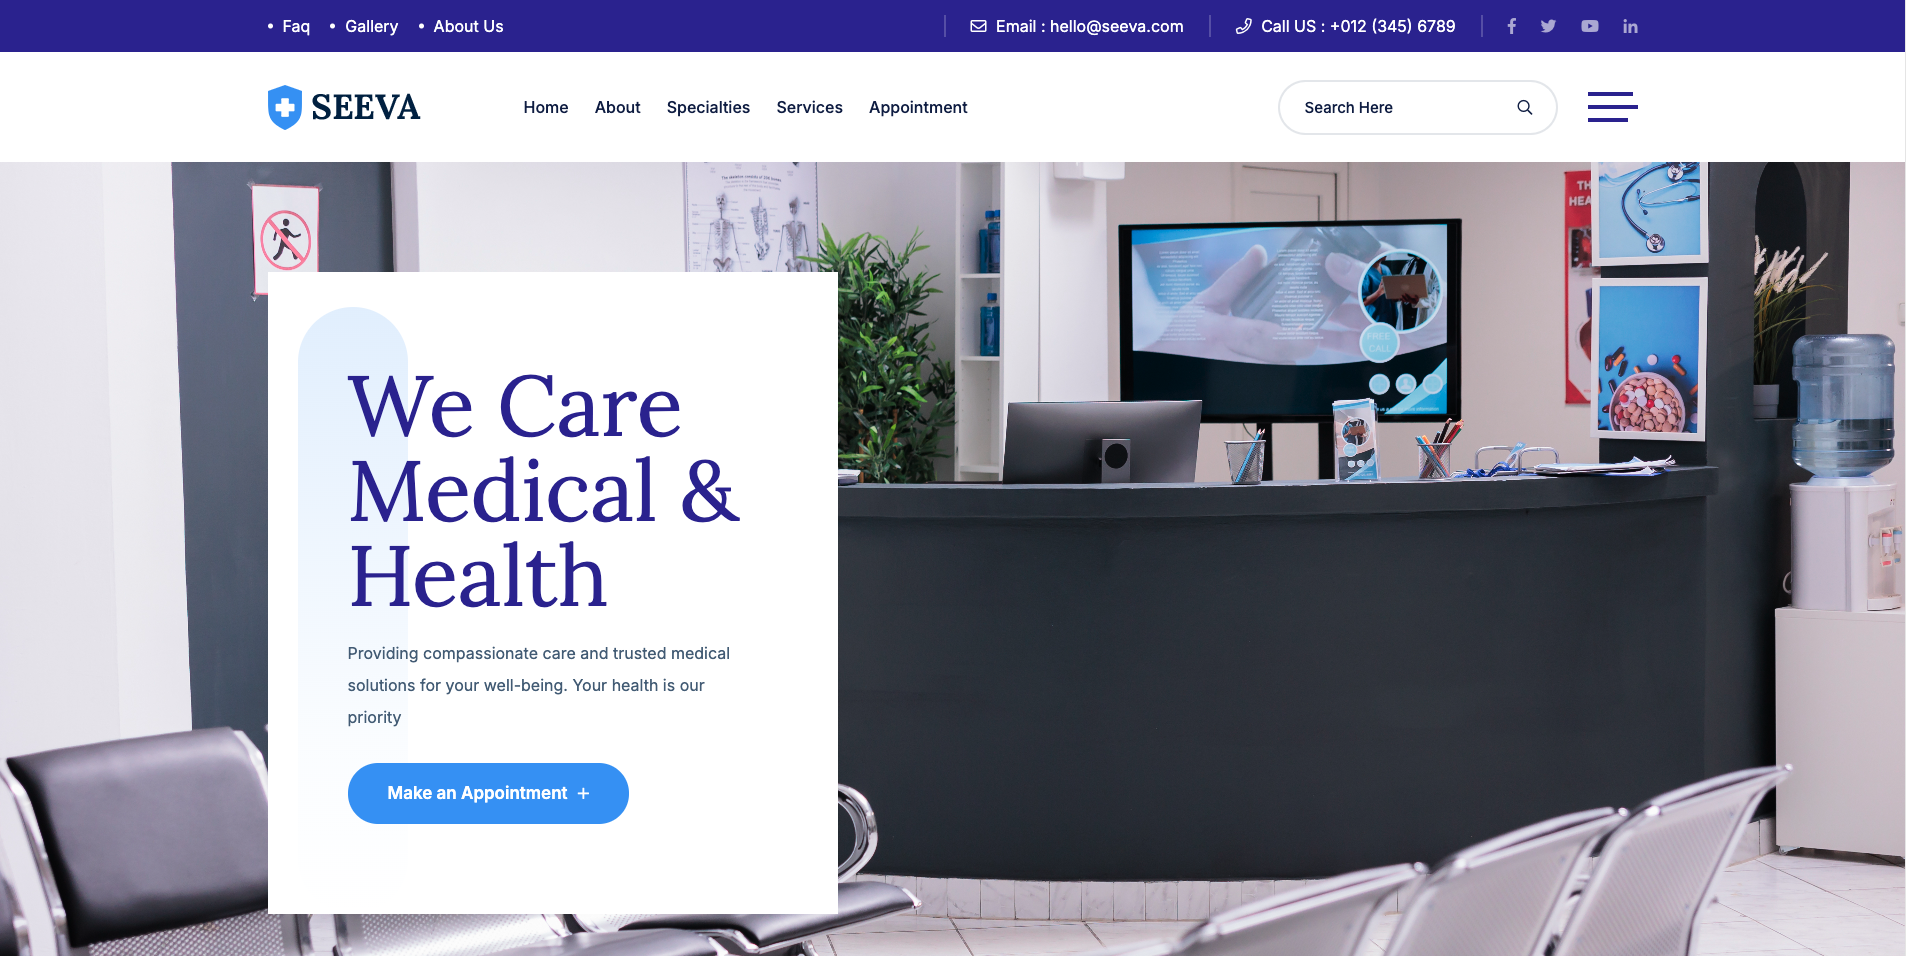 Faq
Gallery
About Us
Email : hello@seeva.com
Call US : +012 (345) 6789
SEEVA
Home
About
Specialties
Services
Appointment
Search Here
FREE
CALL
We Care
Medical &
Health
Providing compassionate care and trusted medical
solutions for your well-being. Your health is our
priority
Make an Appointment +